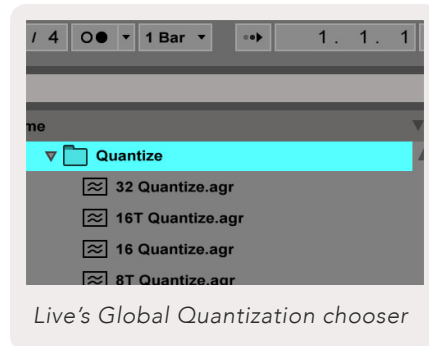 / 4 1 Bar 1. 1. 1
me
Quantize
32 Quantize.agr
16T Quantize.agr
16 Quantize.agr
8T Quantize.agr
Live's Global Quantization chooser